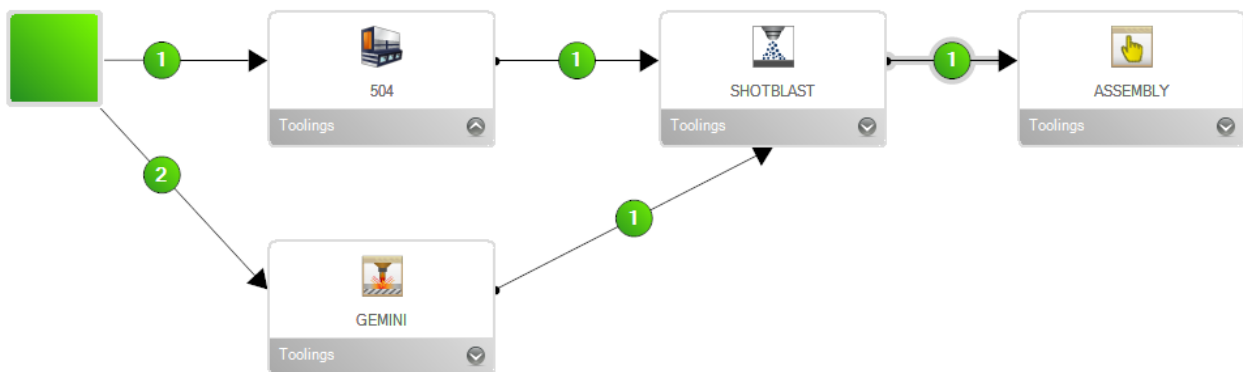 1
504
Toolings
1
SHOTBLAST
Toolings
1
ASSEMBLY
Toolings
2
1
GEMINI
Toolings